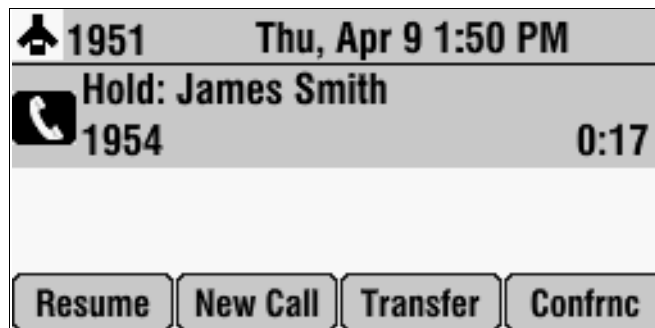 1951 Thu, Apr 9 1:50 PM
Hold: James Smith
1954 0:17
Resume New Call Transfer Confrnc